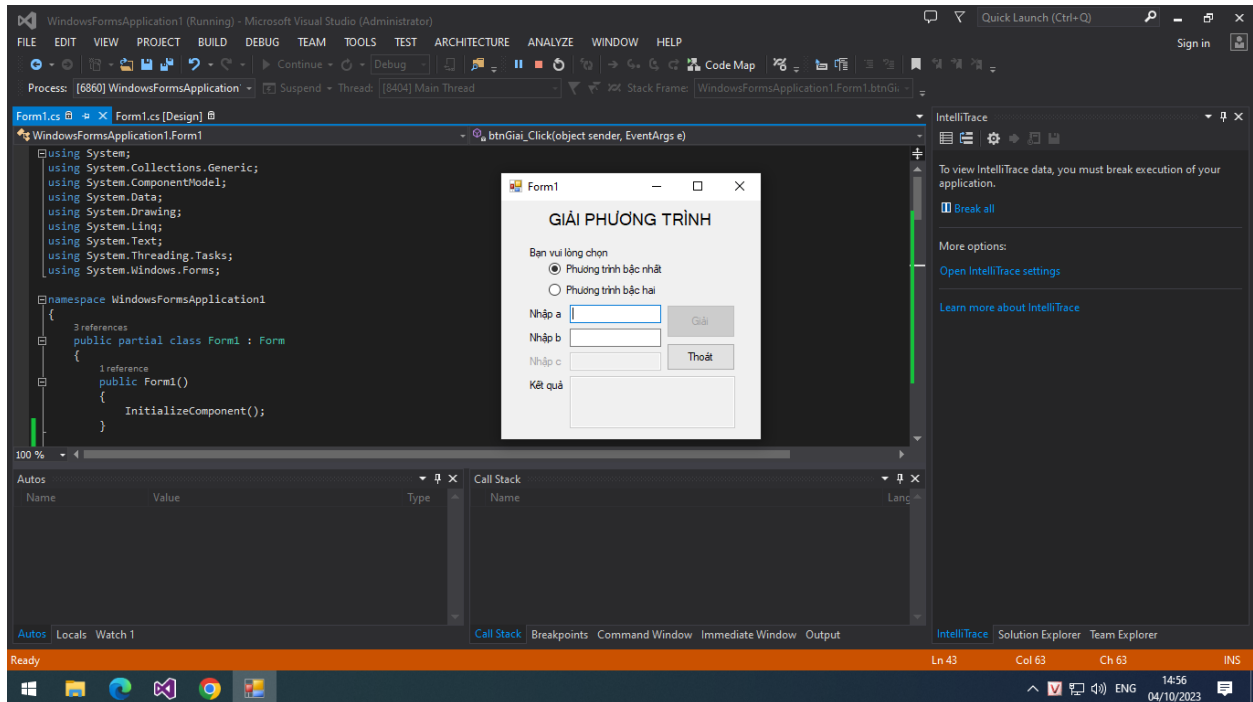 WindowsFormsApplication1 (Running) - Microsoft Visual Studio (Administrator)
Quick Launch (Ctrl+Q)
FILE EDIT VIEW PROJECT BUILD DEBUG TEAM TOOLS TEST ARCHITECTURE ANALYZE WINDOW HELP
Sign in
Continue Debug Code Map
Process: [6860] WindowsFormsApplication Suspend Thread: [8404] Main Thread Stack Frame: WindowsFormsApplication1.Form1.btnGi
Form1.cs Form1.cs [Design]
WindowsFormsApplication1.Form1 btnGiai_Click(object sender, EventArgs e)
using System;
using System.Collections.Generic;
using System.ComponentModel;
using System.Data;
using System.Drawing;
using System.Linq;
using System.Text;
using System.Threading.Tasks;
using System.Windows.Forms;
namespace WindowsFormsApplication1
{
3 references
public partial class Form1 : Form
{
1 reference
public Form1()
{
InitializeComponent();
}
100 %
Form1
GIẢI PHƯƠNG TRÌNH
Bạn vui lòng chọn
Phương trình bậc nhất
Phương trình bậc hai
Nhập a
Giải
Nhập b
Thoát
Nhập c
Kết quả
IntelliTrace
To view IntelliTrace data, you must break execution of your
application.
Break all
More options:
Open IntelliTrace settings
Learn more about IntelliTrace
Autos
Name Value Type
Call Stack
Name Lang
Autos Locals Watch 1
Call Stack Breakpoints Command Window Immediate Window Output
IntelliTrace Solution Explorer Team Explorer
Ready
Ln 43 Col 63 Ch 63 INS
V
ENG
14:56
04/10/2023